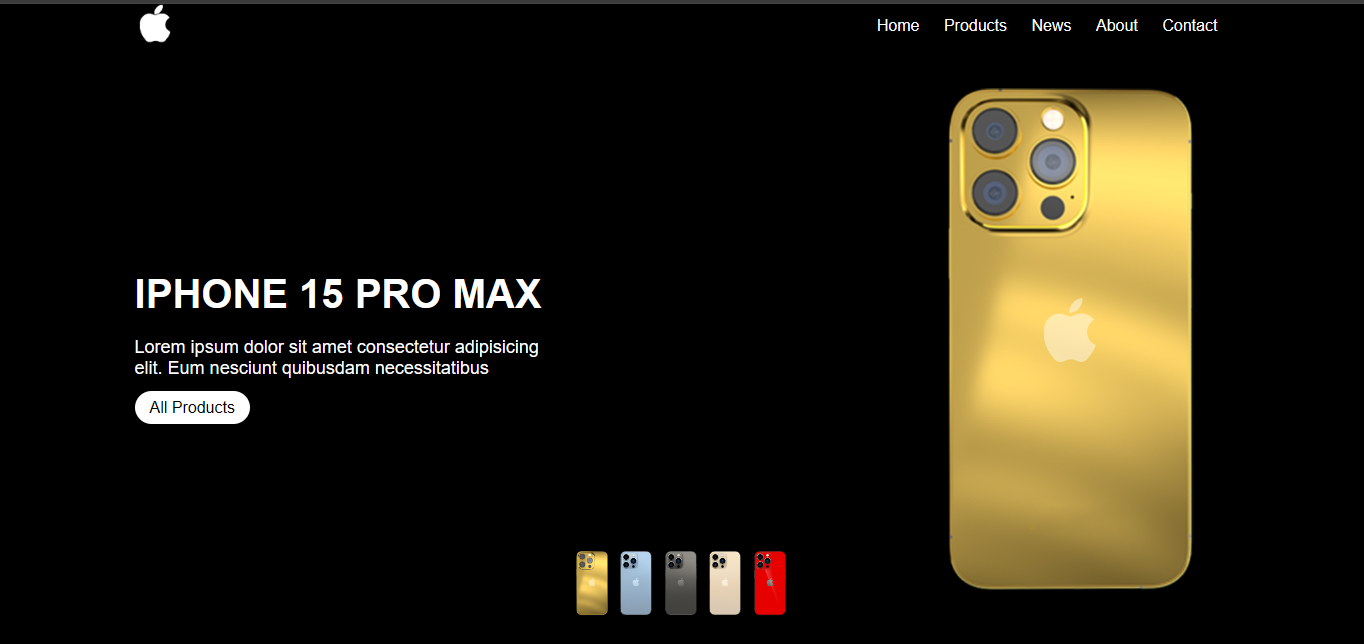 Home Products News About Contact
IPHONE 15 PRO MAX
Lorem ipsum dolor sit amet consectetur adipisicing
elit. Eum nesciunt quibusdam necessitatibus
All Products